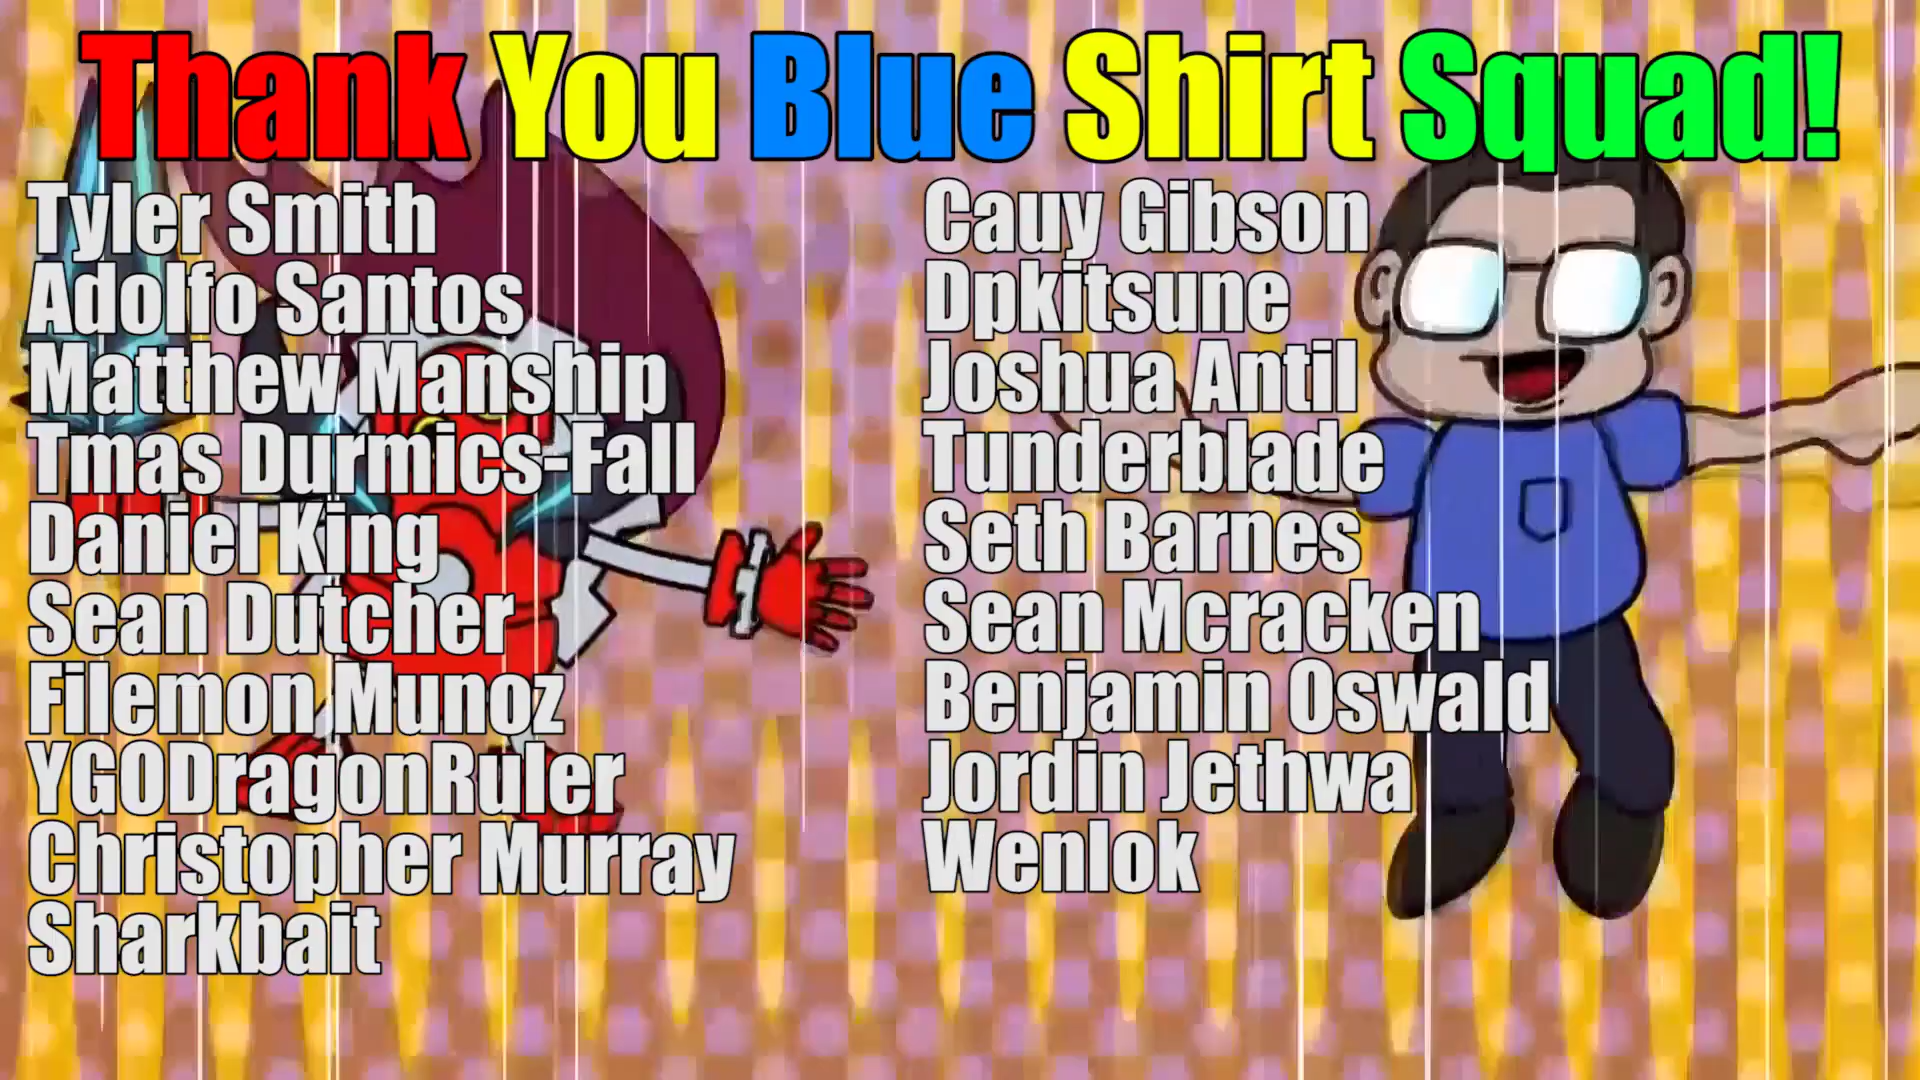 Thank You Blue Shirt Squad!
Tyler Smith
Adolfo Santos
Matthew Manship
Tmas Durmics-Fall
Daniel King
Sean Dutcher
Filemon Munoz
YGODragonRuler
Christopher Murray
Sharkbait
Cauy Gibson
Dpkitsune
Joshua Antil
Tunderblade
Seth Barnes
Sean Mcracken
Benjamin Oswald
Jordin Jethwa
Wenlok